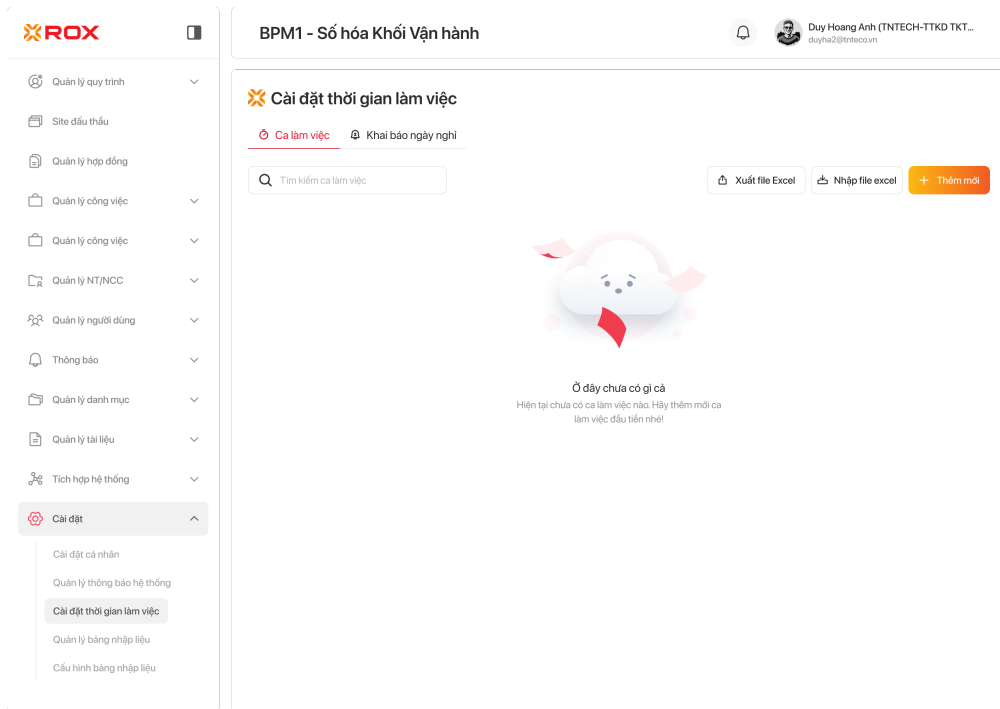 ROX
BPM1 - Số hóa Khối Vận hành
Duy Hoang Anh (TNTECH-TTKD TKT...
duyha2@tnteco.vn
Quản lý quy trình
Site đấu thầu
Quản lý hợp đồng
Quản lý công việc
Quản lý công việc
Quản lý NT/NCC
Quản lý người dùng
Thông báo
Quản lý danh mục
Quản lý tài liệu
Tích hợp hệ thống
Cài đặt
Cài đặt cá nhân
Quản lý thông báo hệ thống
Cài đặt thời gian làm việc
Quản lý bảng nhập liệu
Cấu hình bảng nhập liệu
Cài đặt thời gian làm việc
Ca làm việc
Khai báo ngày nghỉ
Tìm kiếm ca làm việc
Xuất file Excel
Nhập file excel
Thêm mới
Ở đây chưa có gì cả
Hiện tại chưa có ca làm việc nào. Hãy thêm mới ca
làm việc đầu tiền nhé!